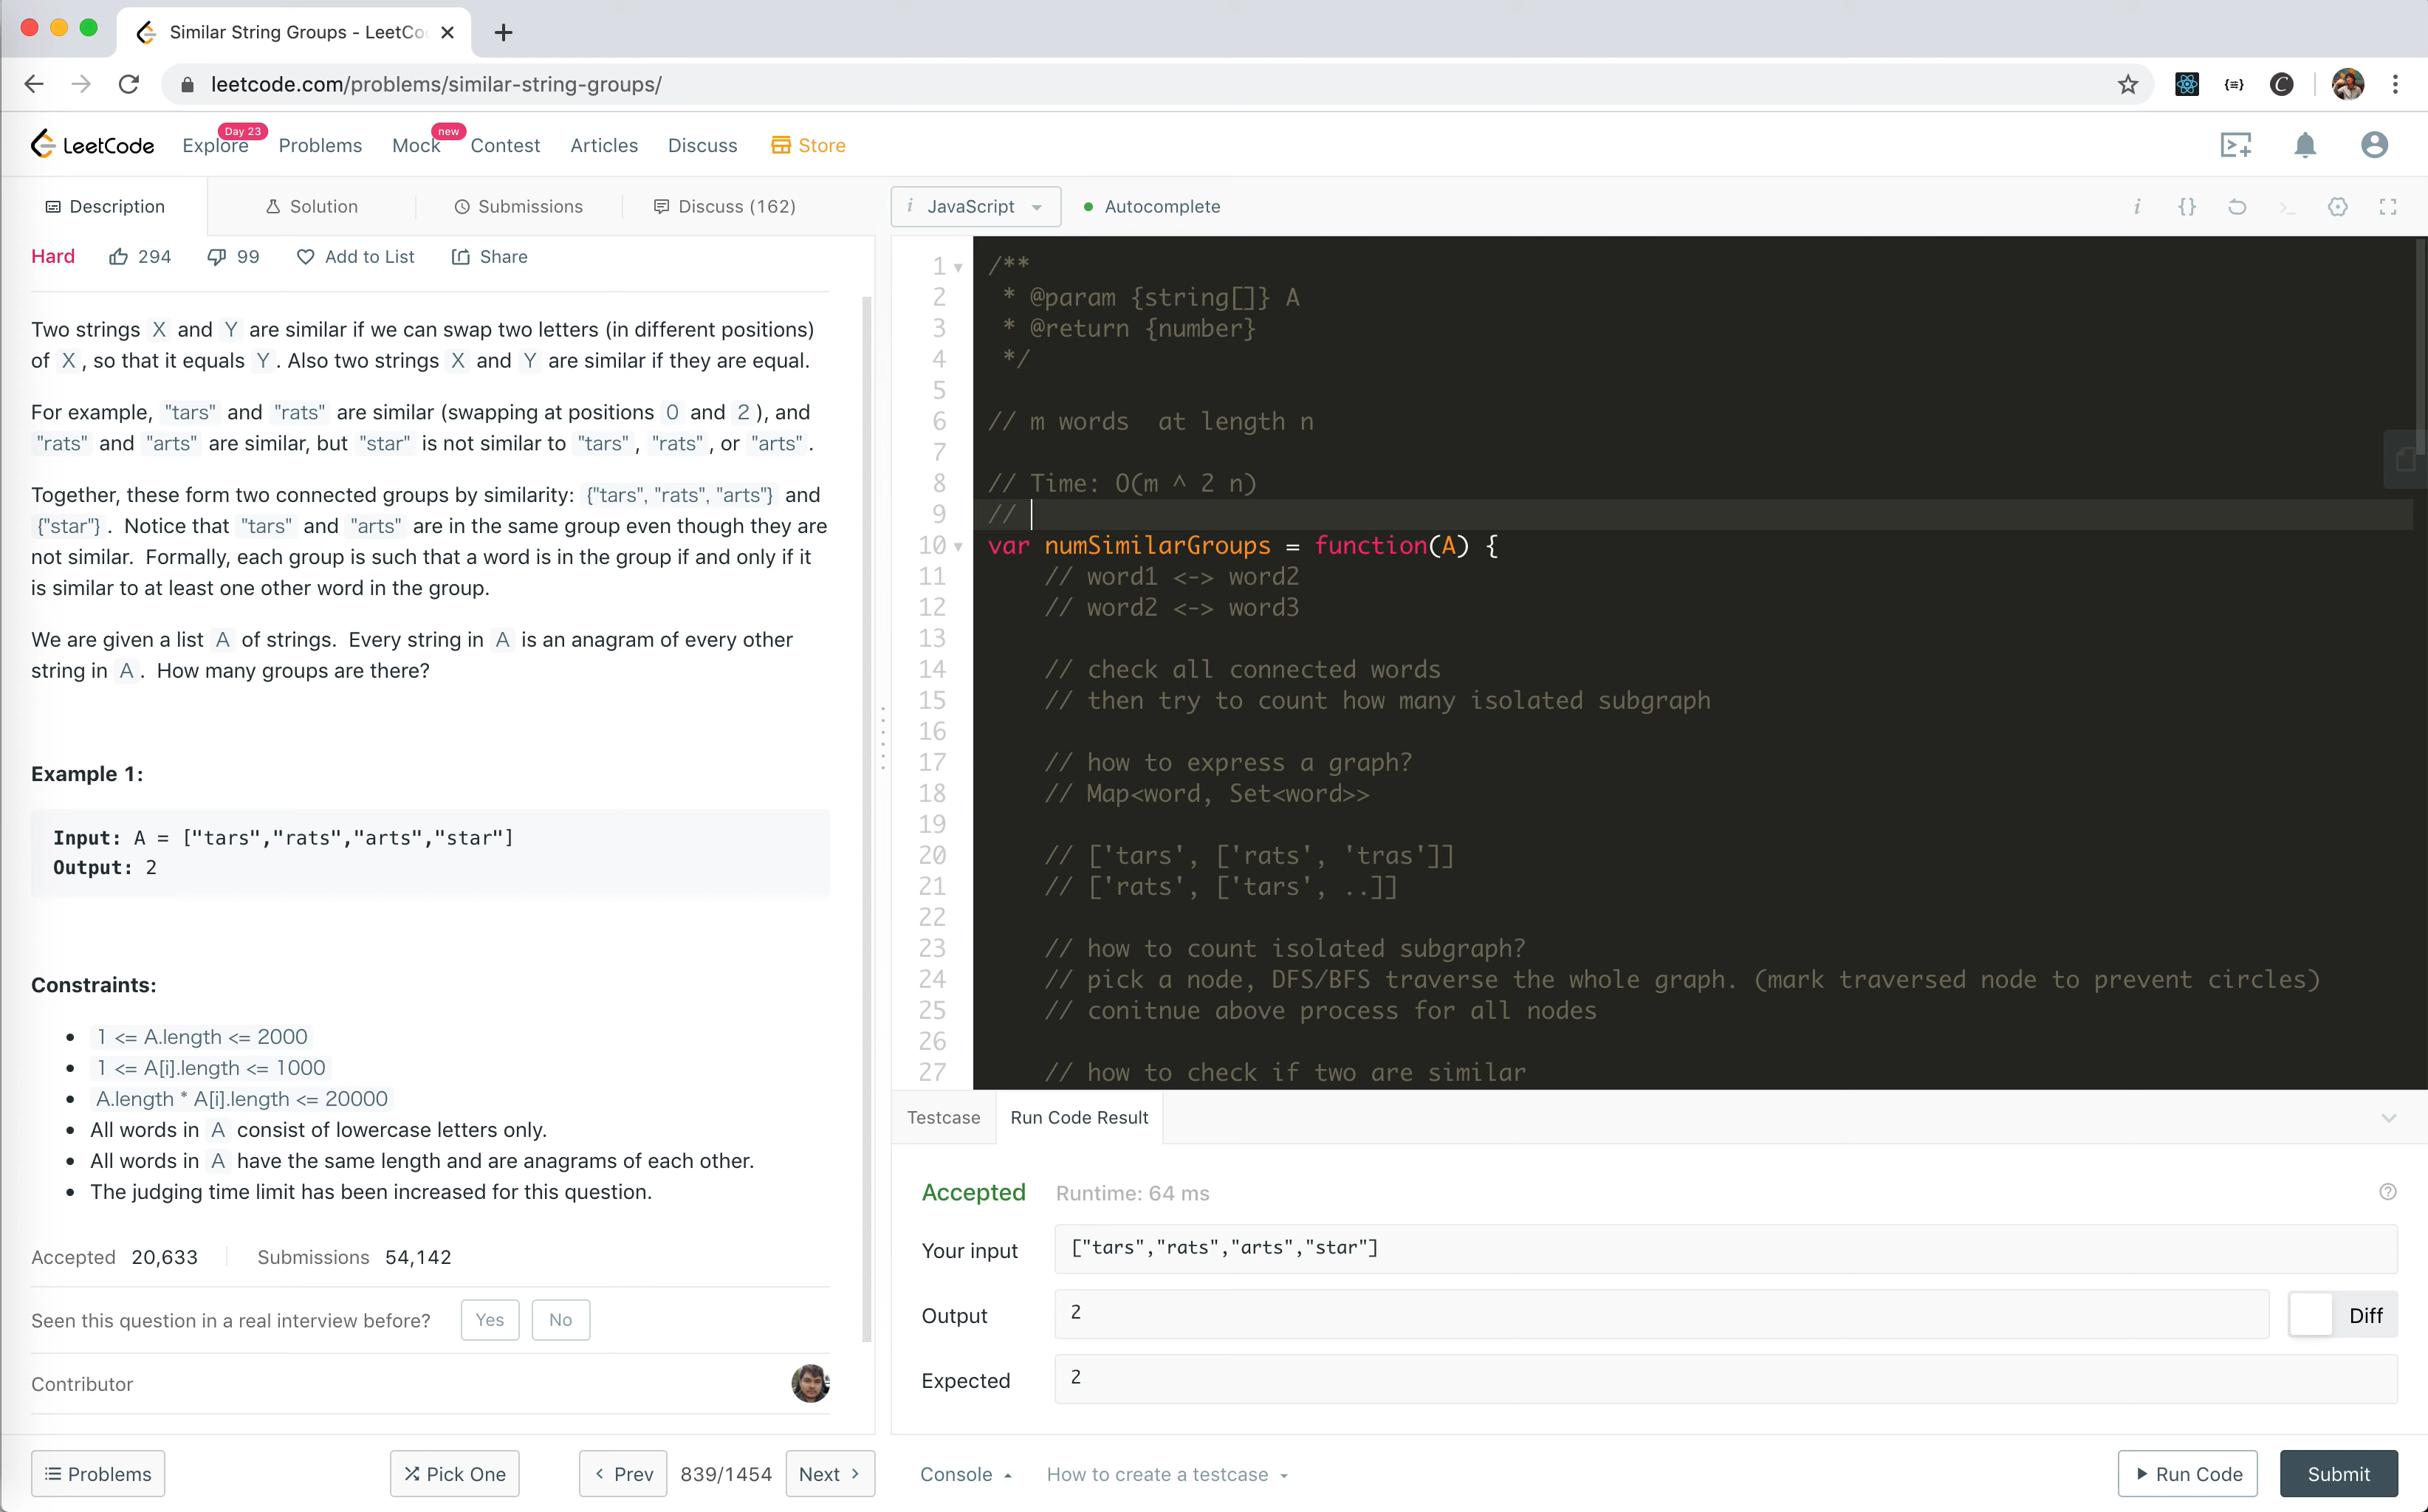 Similar String Groups - LeetCo
leetcode.com/problems/similar-string-groups/
LeetCode Explore Day 23 Problems Mock new Contest Articles Discuss Store
Description Solution Submissions Discuss (162)
Hard 294 99 Add to List Share
Two strings X and Y are similar if we can swap two letters (in different positions)
of X, so that it equals Y. Also two strings X and Y are similar if they are equal.
For example, "tars" and "rats" are similar (swapping at positions 0 and 2), and
"rats" and "arts" are similar, but "star" is not similar to "tars", "rats", or "arts".
Together, these form two connected groups by similarity: {"tars", "rats", "arts"} and
{"star"}. Notice that "tars" and "arts" are in the same group even though they are
not similar. Formally, each group is such that a word is in the group if and only if it
is similar to at least one other word in the group.
We are given a list A of strings. Every string in A is an anagram of every other
string in A. How many groups are there?
Example 1:
Input: A = ["tars","rats","arts","star"]
Output: 2
Constraints:
1 <= A.length <= 2000
1 <= A[i].length <= 1000
A.length * A[i].length <= 20000
All words in A consist of lowercase letters only.
All words in A have the same length and are anagrams of each other.
The judging time limit has been increased for this question.
Accepted 20,633 Submissions 54,142
Seen this question in a real interview before? Yes No
Contributor
Problems Pick One Prev 839/1454 Next
i JavaScript Autocomplete i {} >_
1 /**
2 * @param {string[]} A
3 * @return {number}
4 */
5
6 // m words  at length n
7
8 // Time: O(m ^ 2 n)
9 //
10 var numSimilarGroups = function(A) {
11 // word1 <-> word2
12 // word2 <-> word3
13
14 // check all connected words
15 // then try to count how many isolated subgraph
16
17 // how to express a graph?
18 // Map<word, Set<word>>
19
20 // ['tars', ['rats', 'tras']]
21 // ['rats', ['tars', ..]]
22
23 // how to count isolated subgraph?
24 // pick a node, DFS/BFS traverse the whole graph. (mark traversed node to prevent circles)
25 // conitnue above process for all nodes
26
27 // how to check if two are similar
Testcase Run Code Result
Accepted Runtime: 64 ms
Your input ["tars","rats","arts","star"]
Output 2 Diff
Expected 2
Console How to create a testcase Run Code Submit